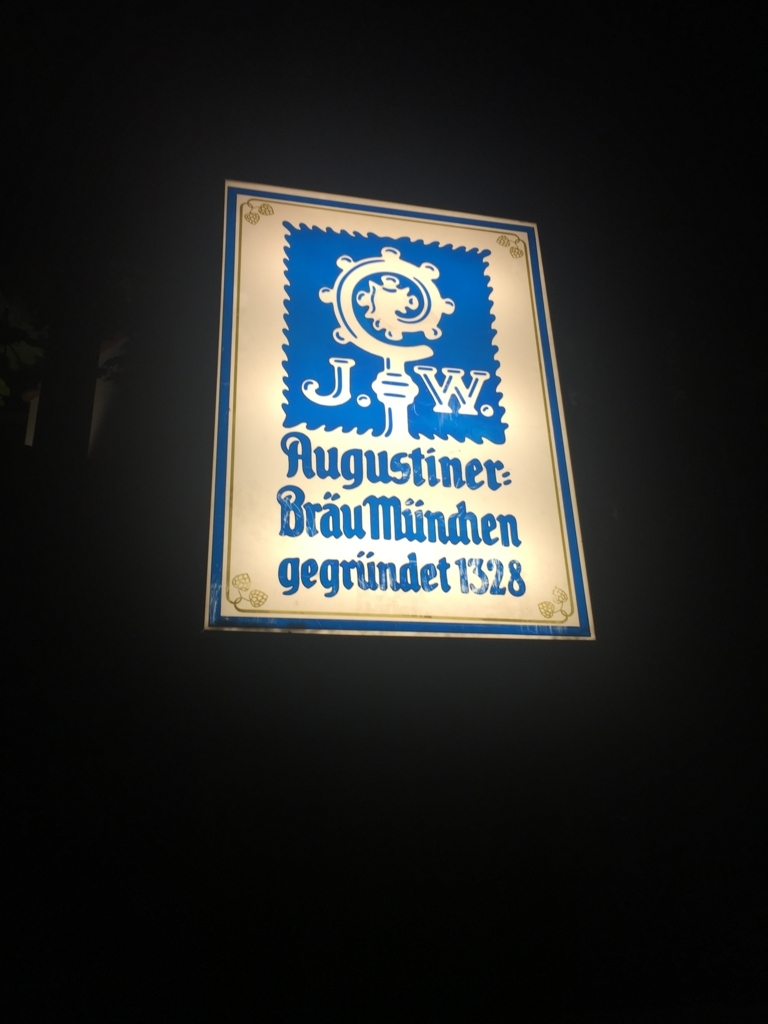 J. W.
Augustiner=
Bräu München
gegründet 1328